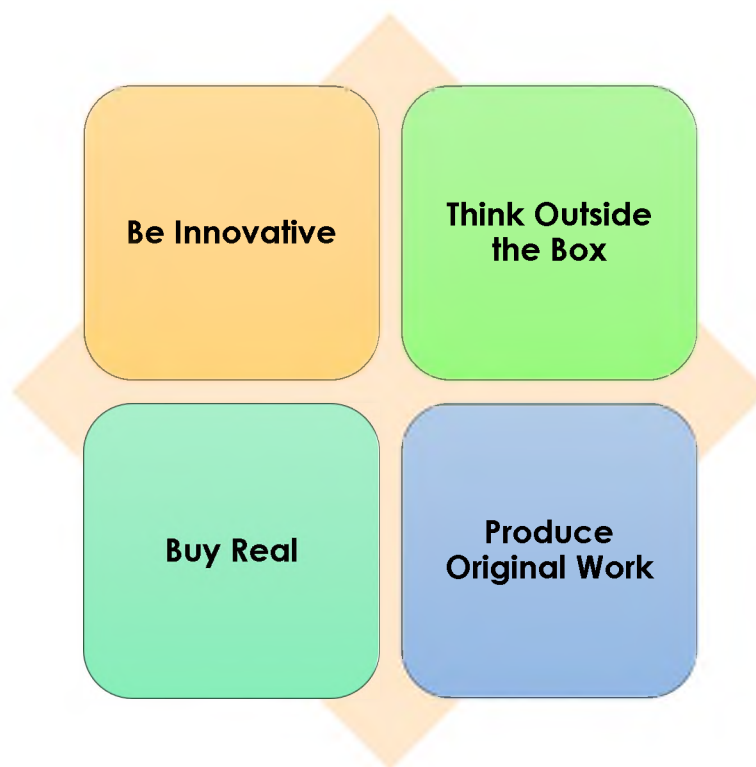 Be Innovative
Think Outside
the Box
Buy Real
Produce
Original Work